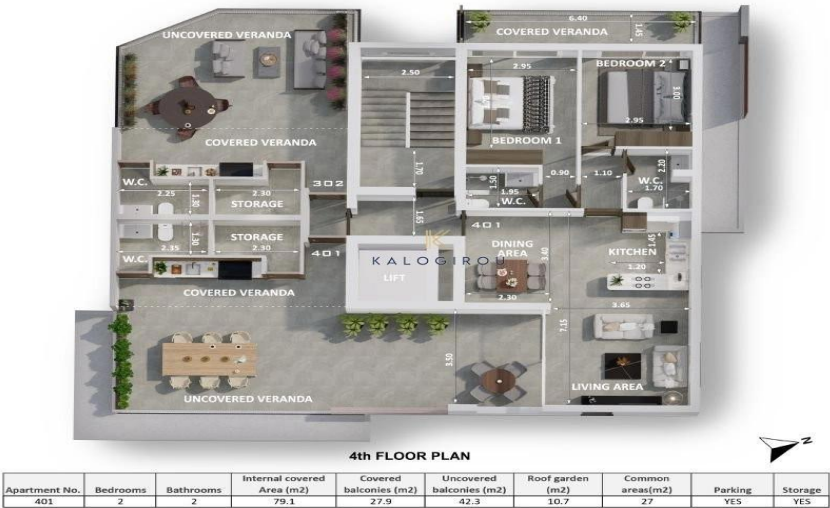 UNCOVERED VERANDA
6.40
COVERED VERANDA
1.45
2.50
2.95
BEDROOM 2
3.00
2.95
COVERED VERANDA
BEDROOM 1
1.70
W.C.
2.25
1.30
2.30
STORAGE
302
1.50
1.95
W.C.
0.90
1.10
2.20
W.C.
1.70
1.65
401
STORAGE
1.30
2.35
2.30
W.C.
401
COVERED VERANDA
KALOGIROU
LIFT
DINING
AREA
3.40
2.30
KITCHEN
1.45
1.20
3.65
7.15
3.50
LIVING AREA
UNCOVERED VERANDA
N
4th FLOOR PLAN
Apartment No. Bedrooms Bathrooms Internal covered Area (m2) Covered balconies (m2) Uncovered balconies (m2) Roof garden (m2) Common areas(m2) Parking Storage
401 2 2 79.1 27.9 42.3 10.7 27 YES YES